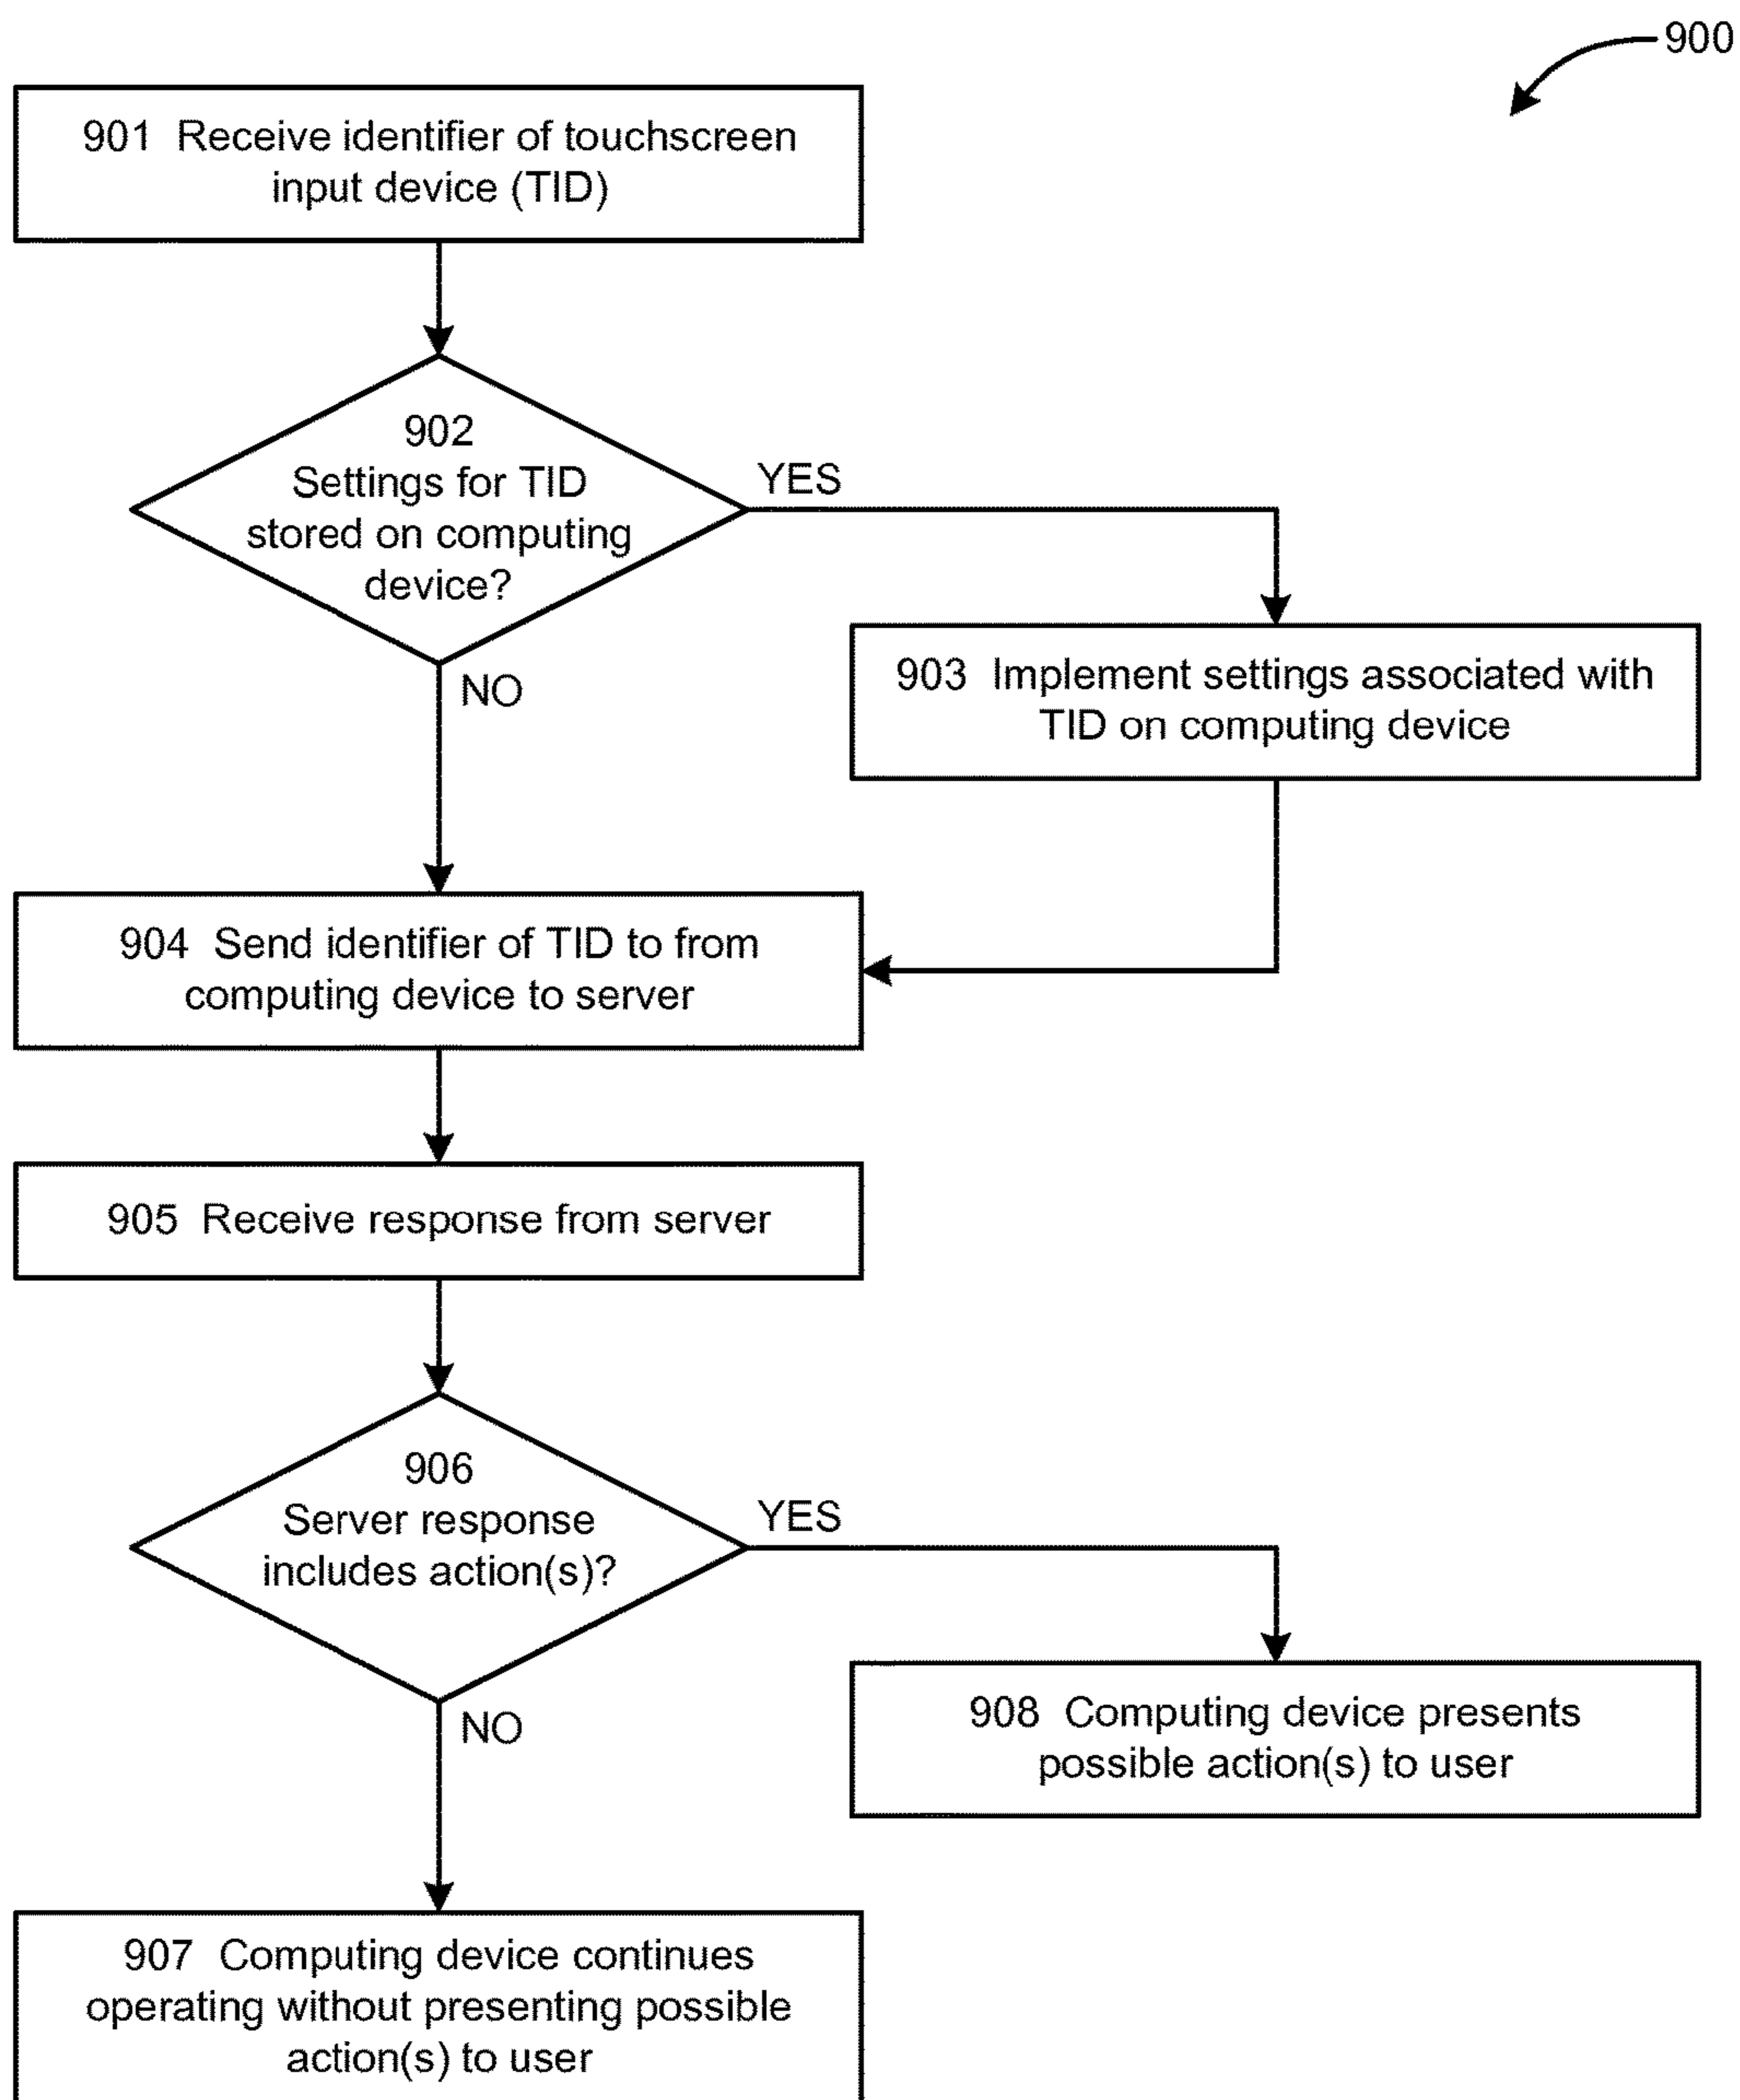 900
901 Receive identifier of touchscreen
input device (TID)
902
Settings for TID
stored on computing
device?
YES
NO
903 Implement settings associated with
TID on computing device
904 Send identifier of TID to from
computing device to server
905 Receive response from server
906
Server response
includes action(s)?
YES
NO
908 Computing device presents
possible action(s) to user
907 Computing device continues
operating without presenting possible
action(s) to user